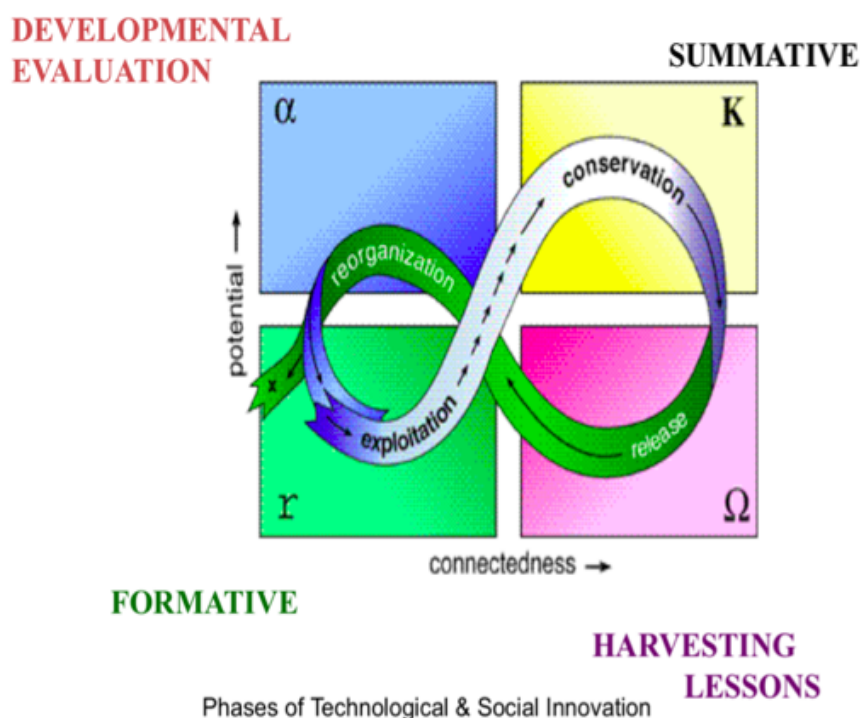 DEVELOPMENTAL
EVALUATION
SUMMATIVE
α
K
conservation
reorganization
potential
x
exploitation
release
r
Ω
connectedness
FORMATIVE
HARVESTING
LESSONS
Phases of Technological & Social Innovation